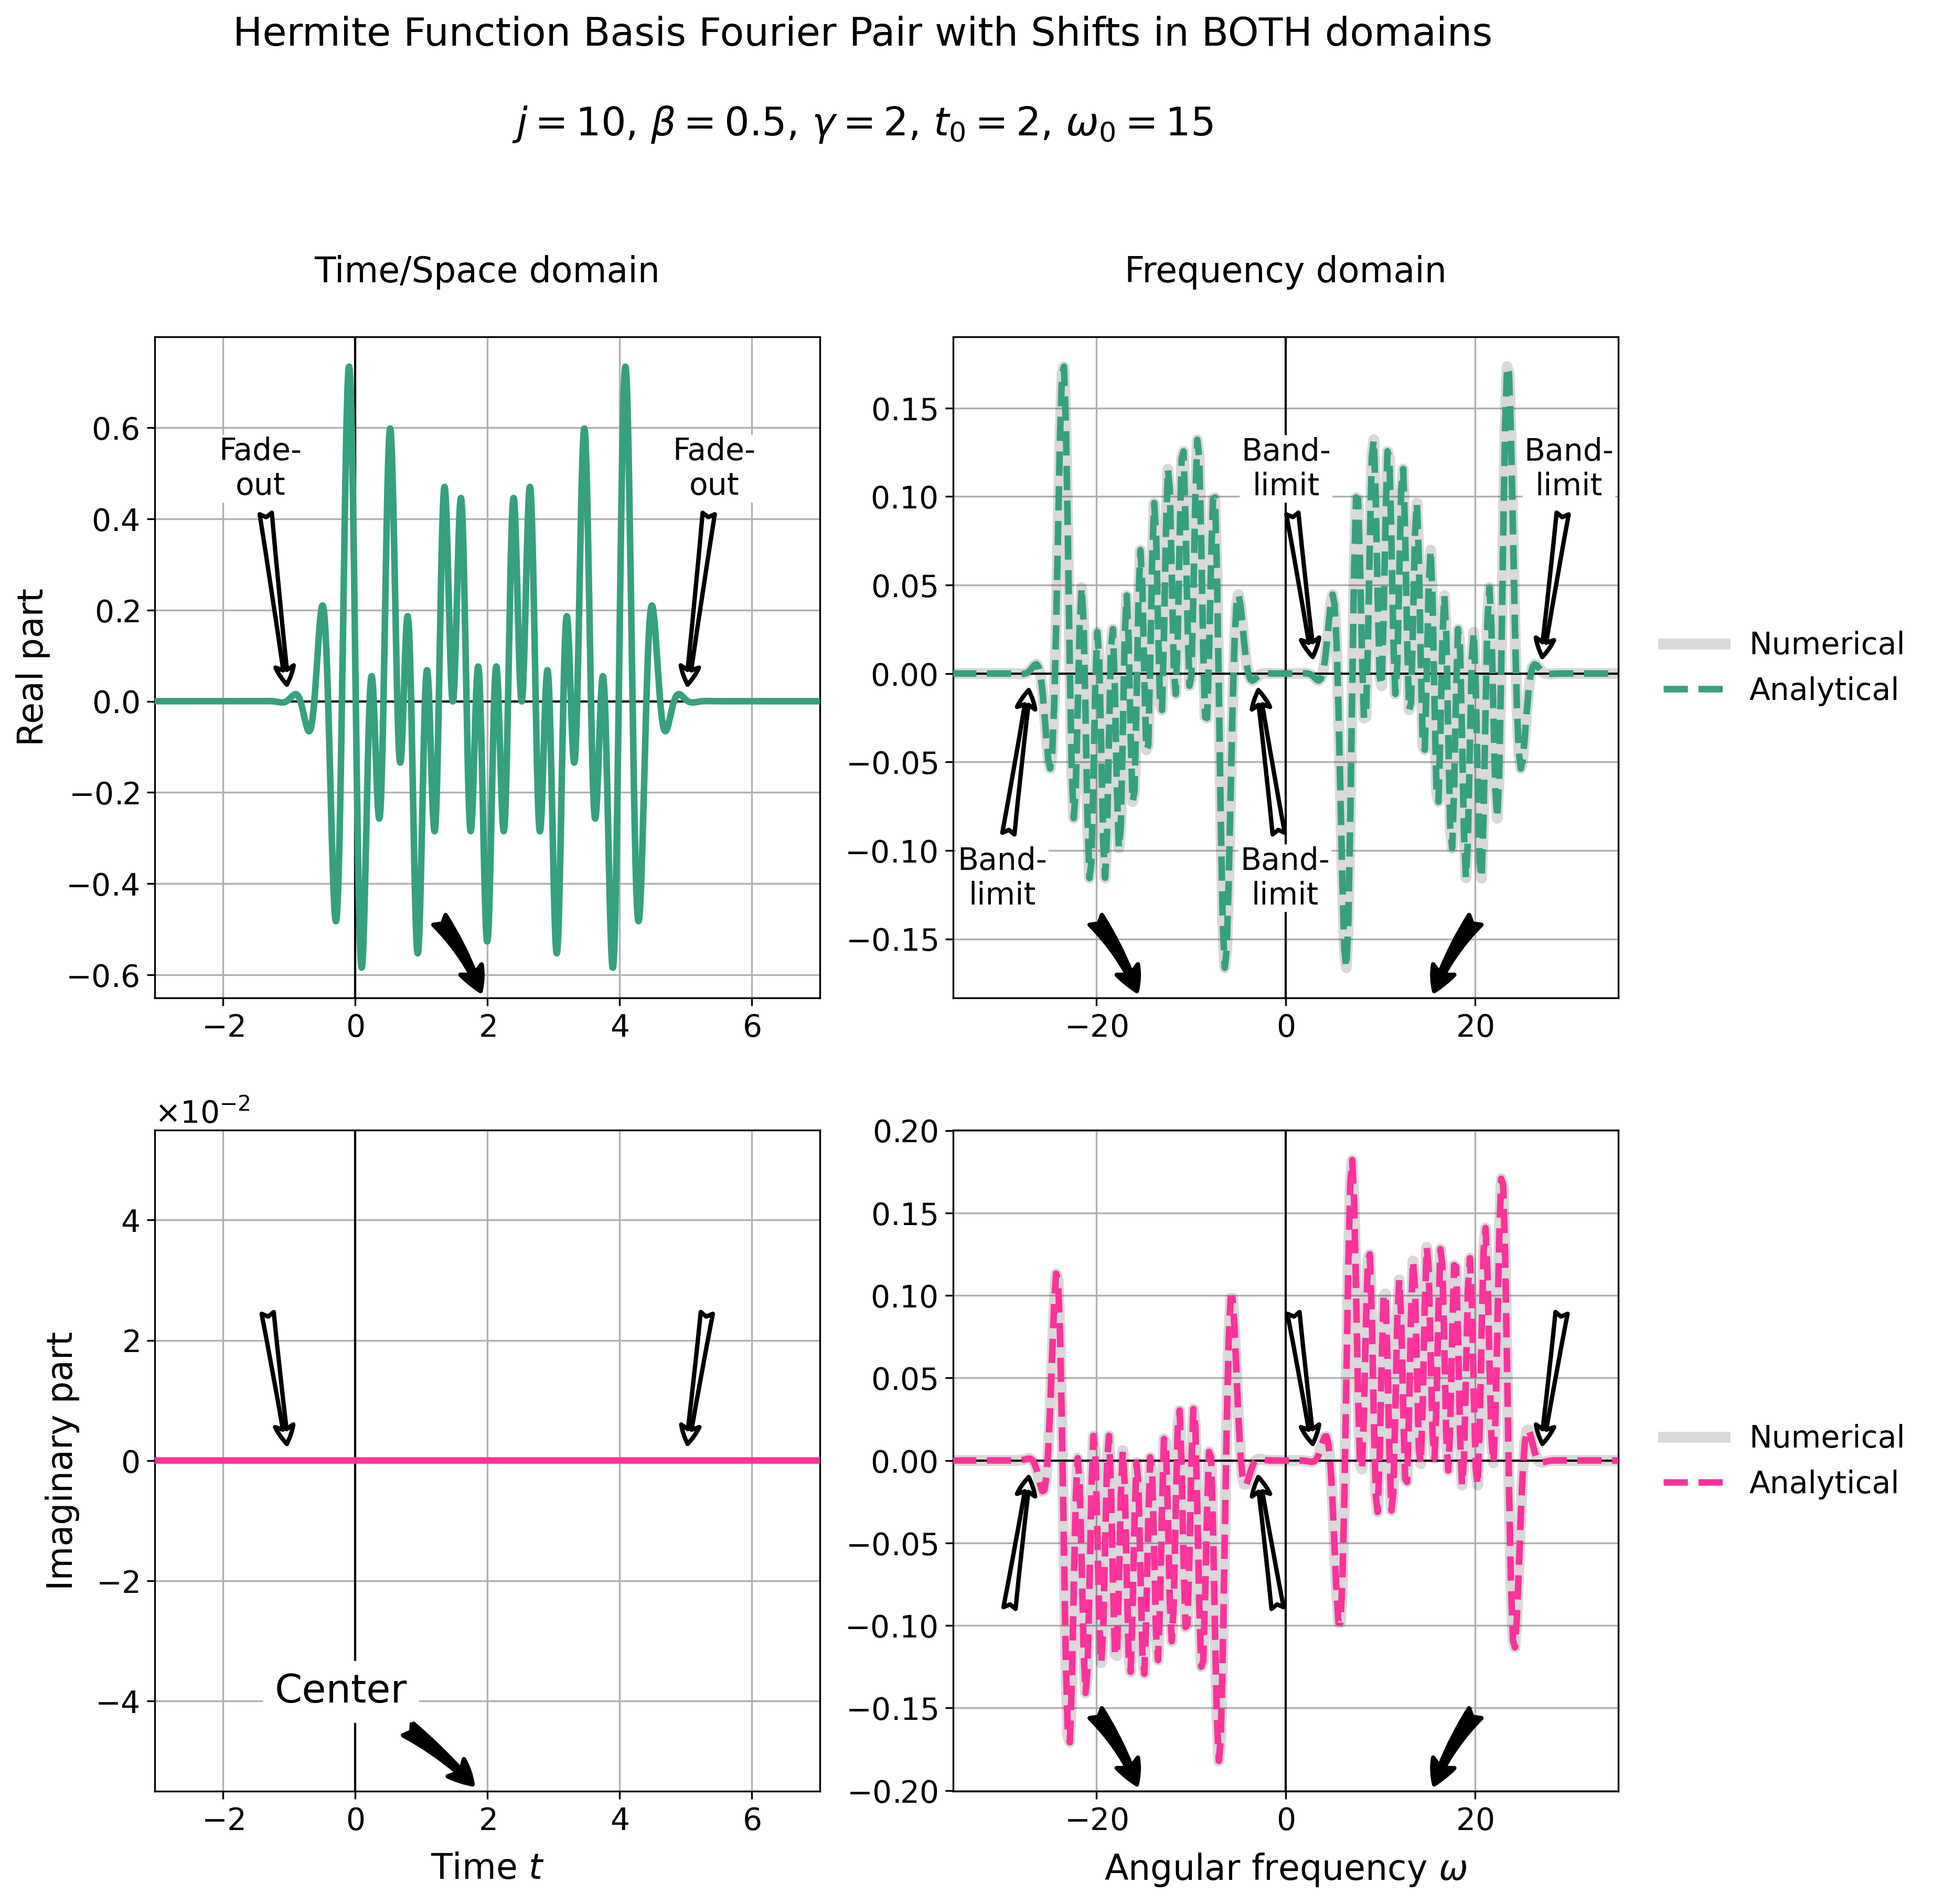 Hermite Function Basis Fourier Pair with Shifts in BOTH domains
j = 10, β = 0.5, γ = 2, t₀ = 2, ω₀ = 15
Time/Space domain
Frequency domain
Real part
0.6
0.4
0.2
0.0
−0.2
−0.4
−0.6
Fade-
out
Fade-
out
−2 0 2 4 6
0.15
0.10
0.05
0.00
−0.05
−0.10
−0.15
Band-
limit
Band-
limit
Band-
limit
Band-
limit
−20 0 20
Numerical
Analytical
Imaginary part
×10⁻²
4
2
0
−2
−4
Center
−2 0 2 4 6
Time t
0.20
0.15
0.10
0.05
0.00
−0.05
−0.10
−0.15
−0.20
−20 0 20
Angular frequency ω
Numerical
Analytical